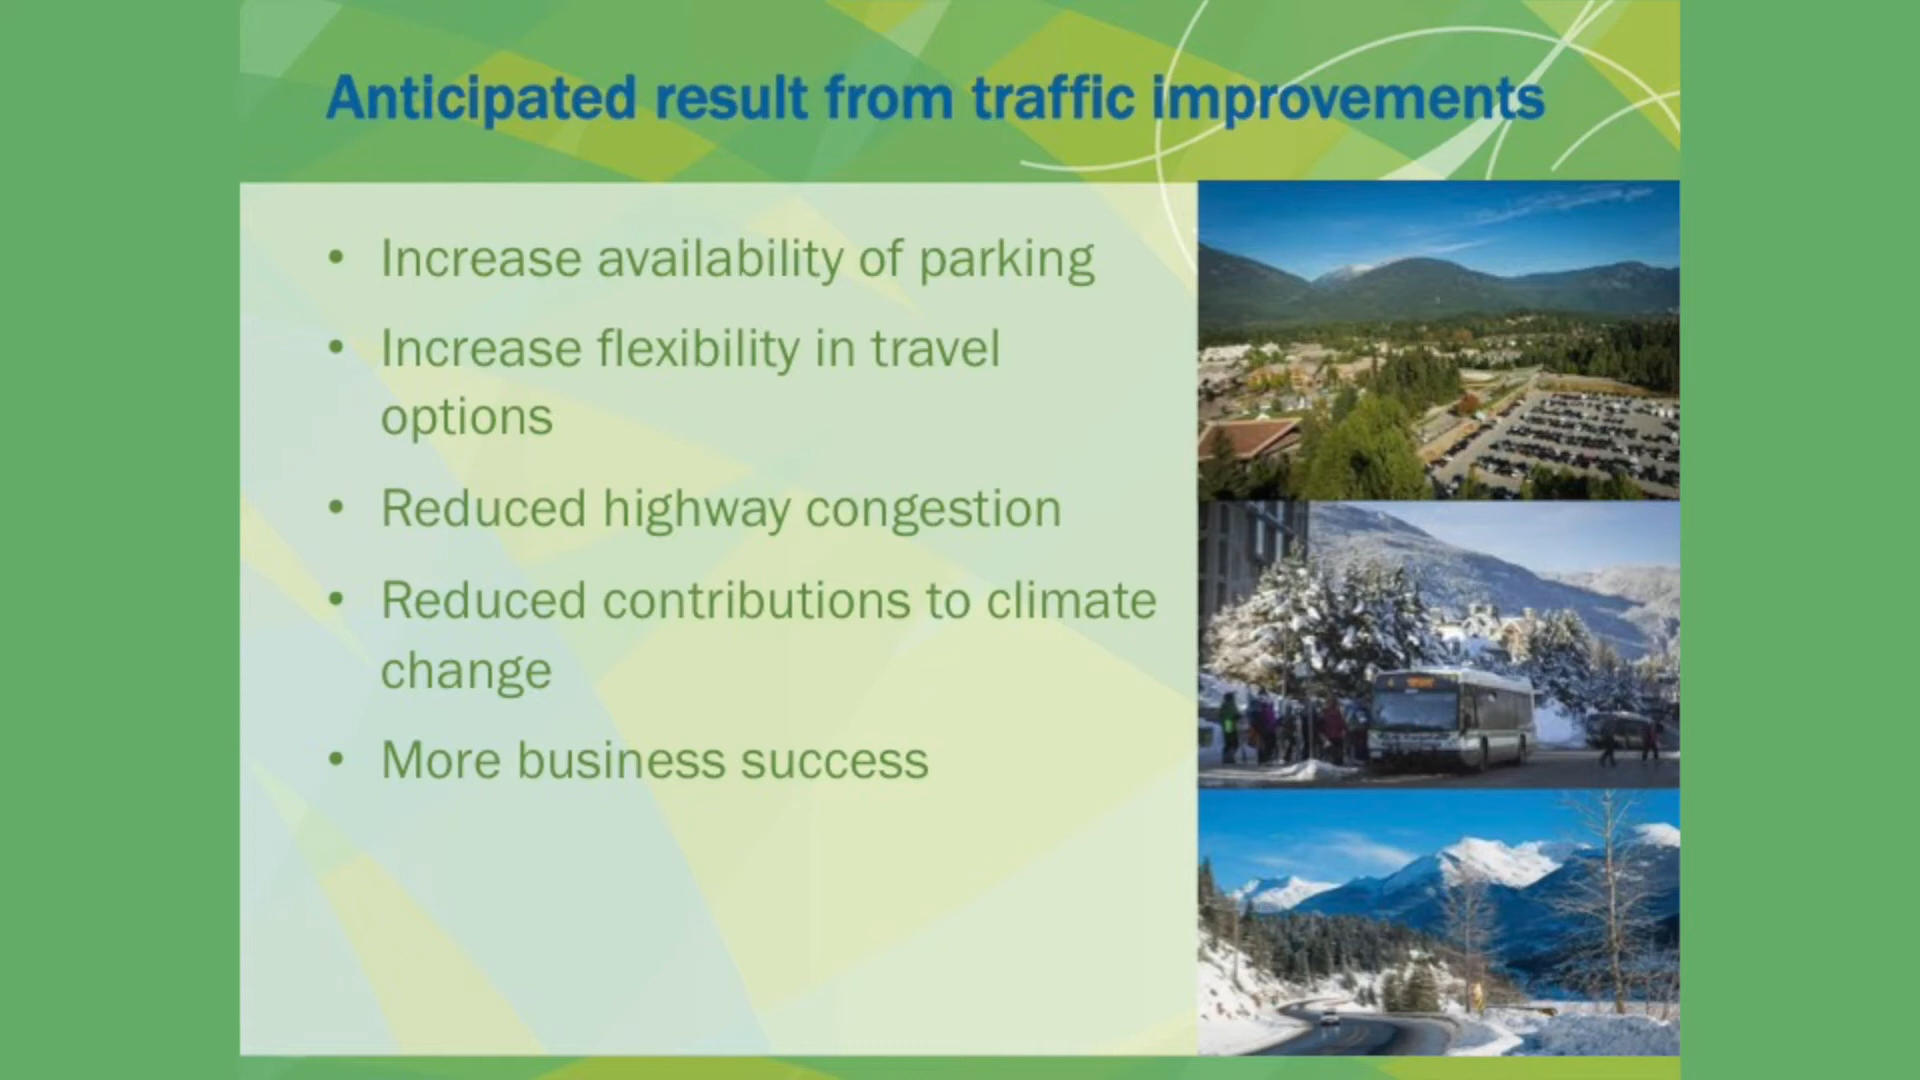 Anticipated result from traffic improvements
• Increase availability of parking
• Increase flexibility in travel
options
• Reduced highway congestion
• Reduced contributions to climate
change
• More business success